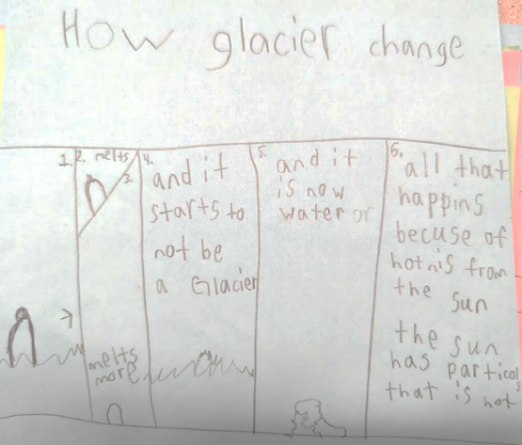 How glacier change
1.
2. melts
3.
melts
more
4.
and it
starts to
not be
a Glacier
5.
and it
is now
water or
6.
all that
happins
becuse of
hotnis from
the sun
the sun
has particals
that is hot